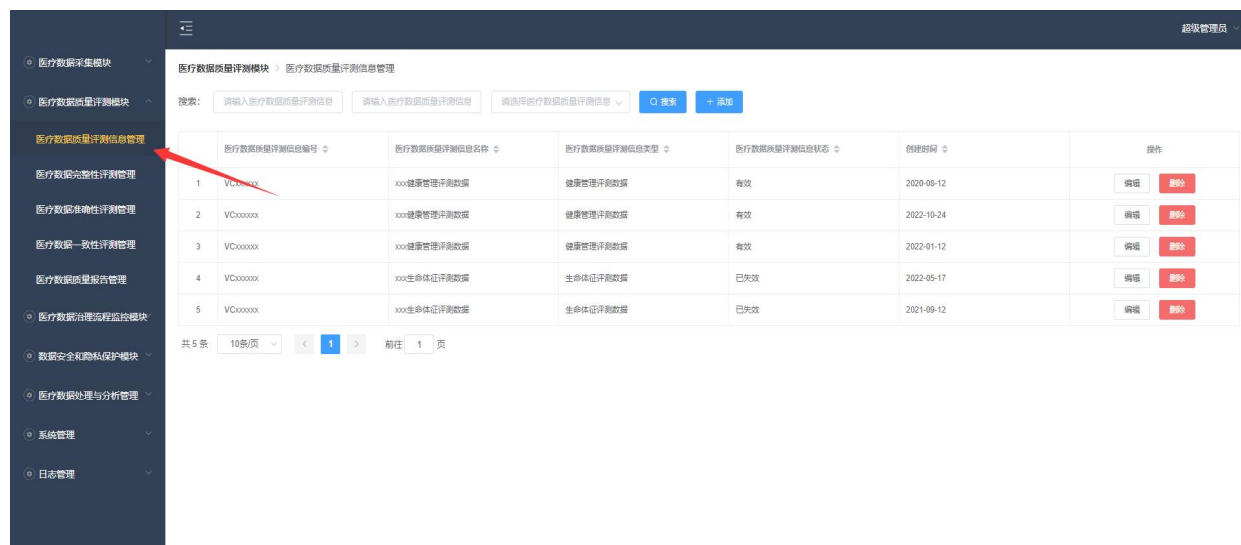 超级管理员
医疗数据采集模块
医疗数据质量评测模块
医疗数据质量评测信息管理
医疗数据完整性评测管理
医疗数据准确性评测管理
医疗数据一致性评测管理
医疗数据质量报告管理
医疗数据治理流程监控模块
数据安全和隐私保护模块
医疗数据处理与分析管理
系统管理
日志管理
医疗数据质量评测模块 > 医疗数据质量评测信息管理
搜索: 请输入医疗数据质量评测信息 请输入医疗数据质量评测信息 请选择医疗数据质量评测信息 搜索 + 添加
医疗数据质量评测信息编号 医疗数据质量评测信息名称 医疗数据质量评测信息类型 医疗数据质量评测信息状态 创建时间 操作
1 VCxxxxxx xxx健康管理评测数据 健康管理评测数据 有效 2020-08-12 编辑 删除
2 VCxxxxxx xxx健康管理评测数据 健康管理评测数据 有效 2022-10-24 编辑 删除
3 VCxxxxxx xxx健康管理评测数据 健康管理评测数据 有效 2022-01-12 编辑 删除
4 VCxxxxxx xxx生命体征评测数据 生命体征评测数据 已失效 2022-05-17 编辑 删除
5 VCxxxxxx xxx生命体征评测数据 生命体征评测数据 已失效 2021-09-12 编辑 删除
共 5 条 10条/页 < 1 > 前往 1 页